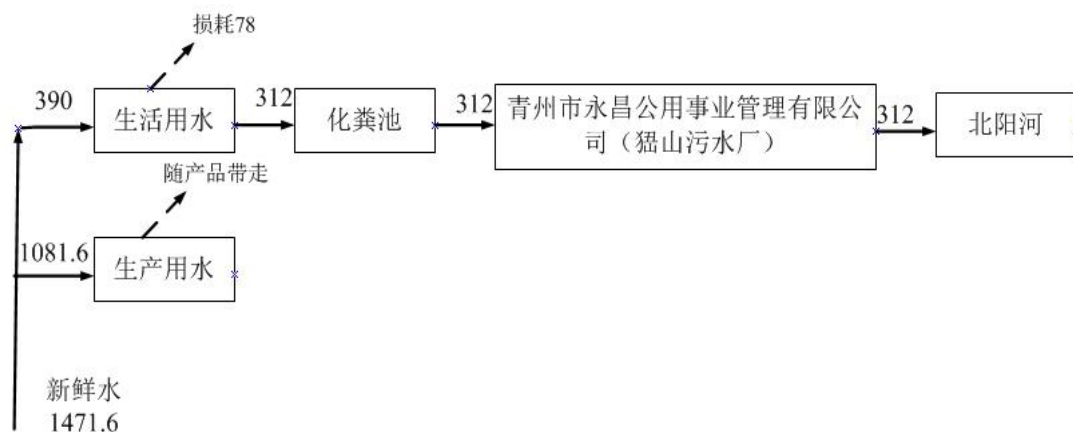 损耗78
390
生活用水
312
化粪池
312
青州市永昌公用事业管理有限公
司（猖山污水厂）
312
北阳河
随产品带走
1081.6
生产用水
新鲜水
1471.6